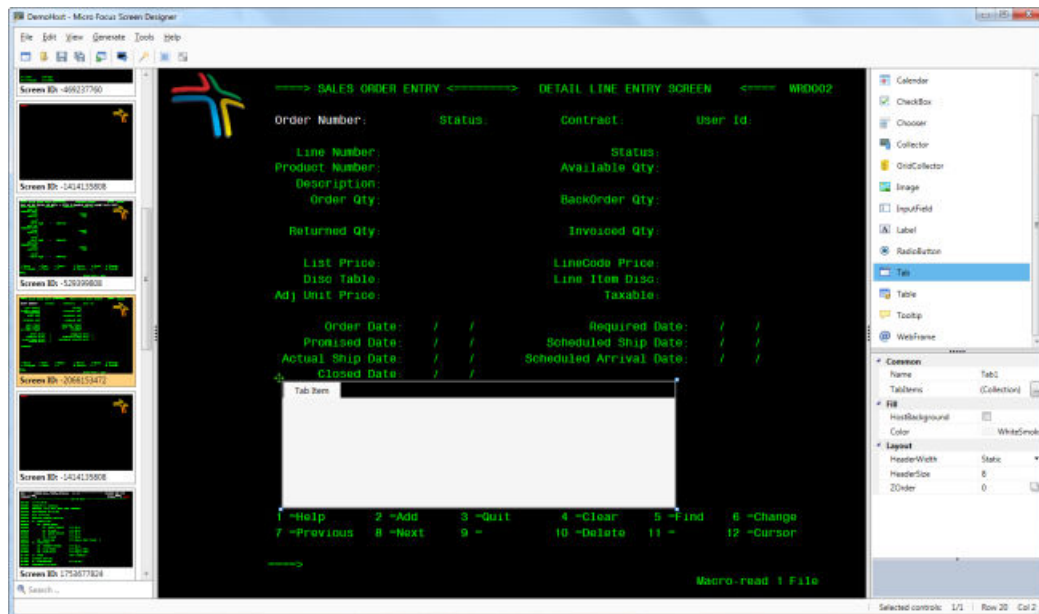 DemoHost - Micro Focus Screen Designer
File Edit View Generate Tools Help
Screen ID: -469237760
Screen ID: -1414135808
Screen ID: -529399808
Screen ID: -2066153472
Screen ID: -1414135808
Screen ID: 1753677824
Search...
====> SALES ORDER ENTRY <========> DETAIL LINE ENTRY SCREEN <==== WRD002
Order Number: Status: Contract: User Id:
Line Number: Status:
Product Number: Available Qty:
Description:
Order Qty: BackOrder Qty:
Returned Qty: Invoiced Qty:
List Price: LineCode Price:
Disc Table: Line Item Disc:
Adj Unit Price: Taxable:
Order Date: / / Required Date: / /
Promised Date: / / Scheduled Ship Date: / /
Actual Ship Date: / / Scheduled Arrival Date: / /
Closed Date: / /
Tab Item
1 =Help 2 =Add 3 =Quit 4 =Clear 5 =Find 6 =Change
7 =Previous 8 =Next 9 = 10 =Delete 11 = 12 =Cursor
====>
Macro-read 1 File
Calendar
CheckBox
Chooser
Collector
GridCollector
Image
InputField
Label
RadioButton
Tab
Table
Tooltip
WebFrame
Common
Name Tab1
TabItems (Collection) ...
Fill
HostBackground
Color WhiteSmok
Layout
HeaderWidth Static
HeaderSize 8
ZOrder 0
Selected controls: 1/1 Row 20 Col 2